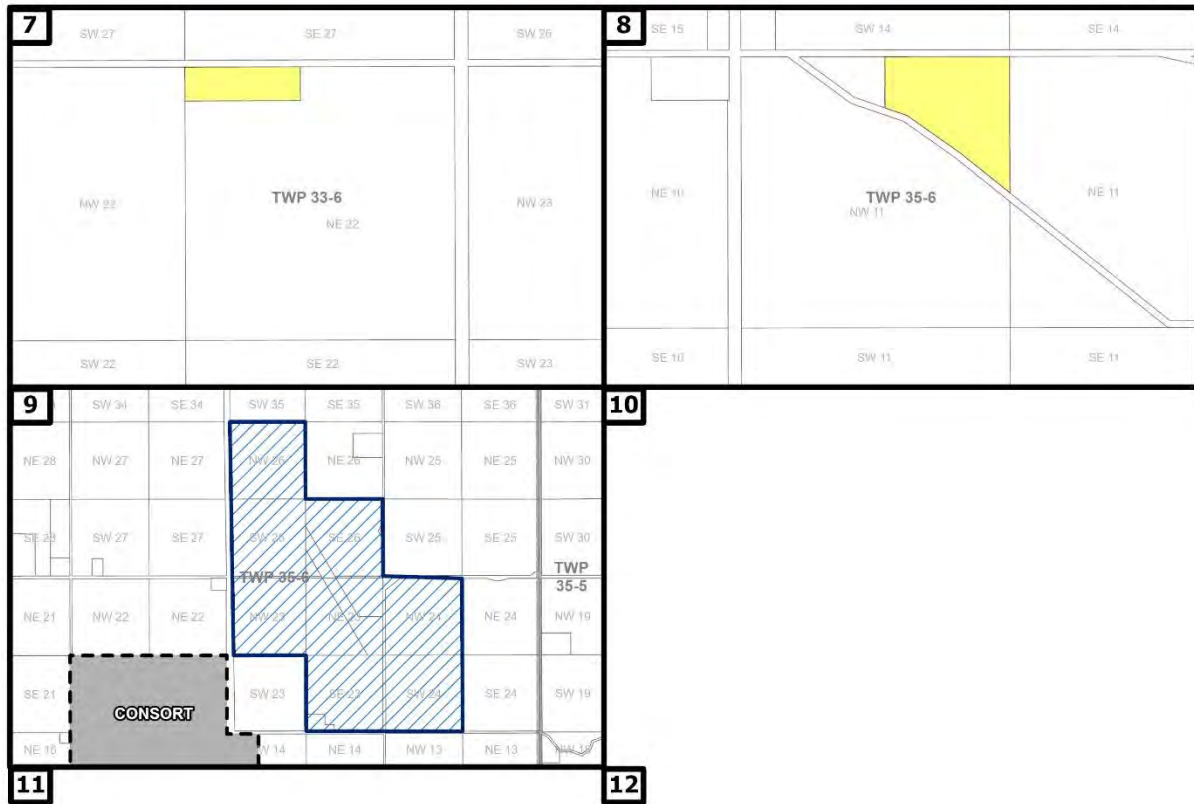 7
SW 27 SE 27 SW 26
NW 22 TWP 33-6 NW 23
NE 22
SW 22 SE 22 SW 23
8
SE 15 SW 14 SE 14
NE 10 TWP 35-6 NE 11
NW 11
SE 10 SW 11 SE 11
9
SW 34 SE 34 SW 35 SE 35 SW 36 SE 36 SW 31
NE 28 NW 27 NE 27 NW 26 NE 26 NW 25 NE 25 NW 30
SE 28 SW 27 SE 27 SW 26 SE 26 SW 25 SE 25 SW 30
TWP 35-6 TWP
35-5
NE 21 NW 22 NE 22 NW 23 NE 23 NW 24 NE 24 NW 19
SE 21 SW 23 SE 23 SW 24 SE 24 SW 19
CONSORT
NE 16 NE 14 NW 13 NE 13 NW 18
10
11
12